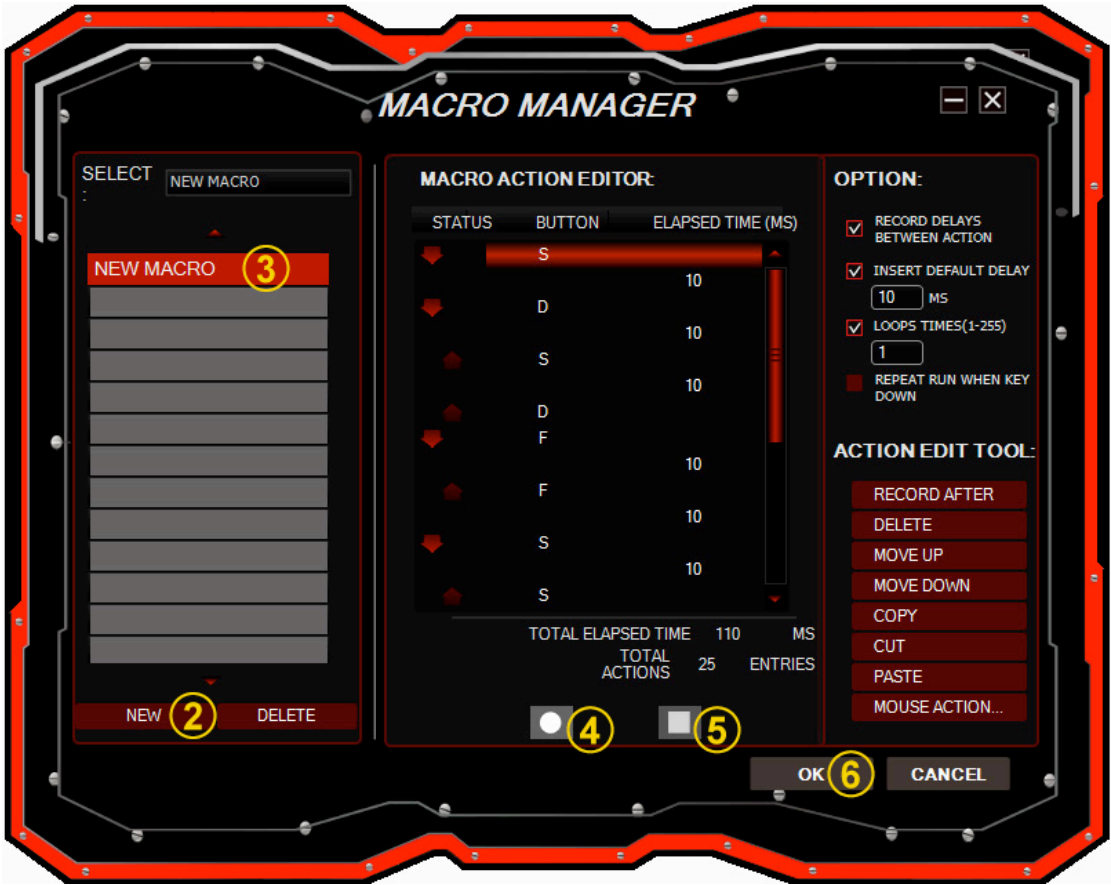 MACRO MANAGER
SELECT
:
NEW MACRO
NEW MACRO
3
NEW
2
DELETE
MACRO ACTION EDITOR:
STATUS BUTTON ELAPSED TIME (MS)
S
10
D
10
S
10
D
F
10
F
10
S
10
S
TOTAL ELAPSED TIME 110 MS
TOTAL
ACTIONS 25 ENTRIES
4
5
OPTION:
RECORD DELAYS
BETWEEN ACTION
INSERT DEFAULT DELAY
10 MS
LOOPS TIMES(1-255)
1
REPEAT RUN WHEN KEY
DOWN
ACTION EDIT TOOL:
RECORD AFTER
DELETE
MOVE UP
MOVE DOWN
COPY
CUT
PASTE
MOUSE ACTION...
OK
6
CANCEL